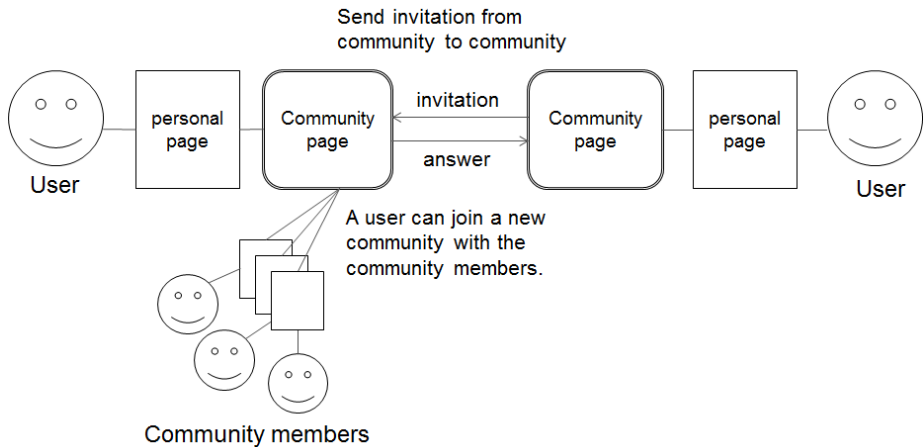 Send invitation from
community to community
personal
page
Community
page
invitation
answer
Community
page
personal
page
User
User
A user can join a new
community with the
community members.
Community members